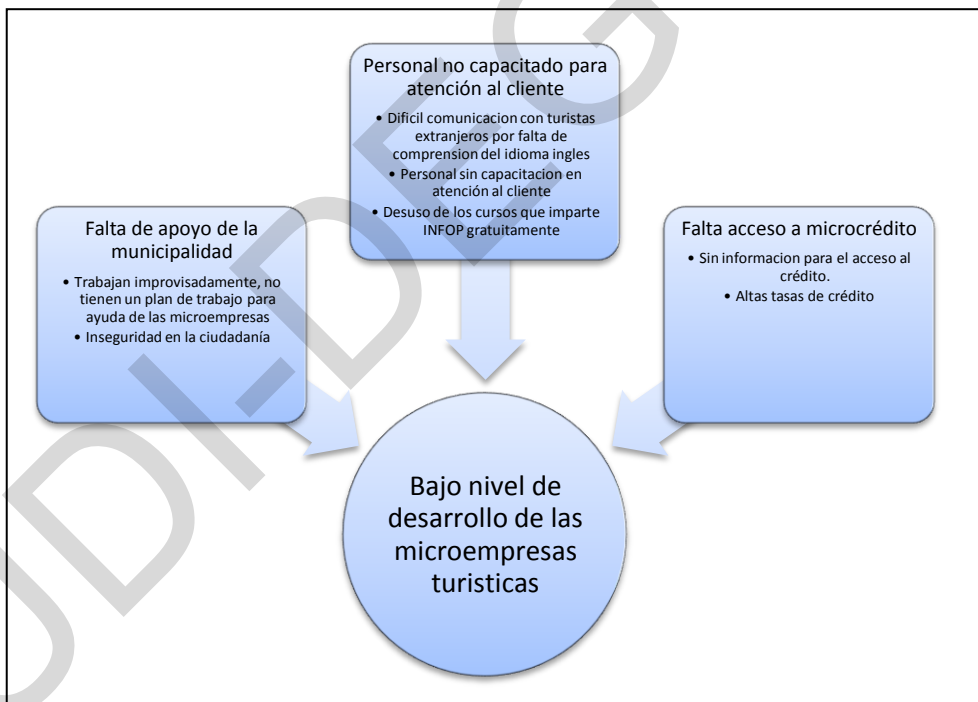 Personal no capacitado para
atención al cliente
• Dificil comunicacion con turistas
extranjeros por falta de
comprension del idioma ingles
• Personal sin capacitacion en
atención al cliente
• Desuso de los cursos que imparte
INFOP gratuitamente
Falta de apoyo de la
municipalidad
• Trabajan improvisadamente, no
tienen un plan de trabajo para
ayuda de las microempresas
• Inseguridad en la ciudadanía
Falta acceso a microcrédito
• Sin informacion para el acceso al
crédito.
• Altas tasas de crédito
Bajo nivel de
desarrollo de las
microempresas
turisticas
UDI-DEG